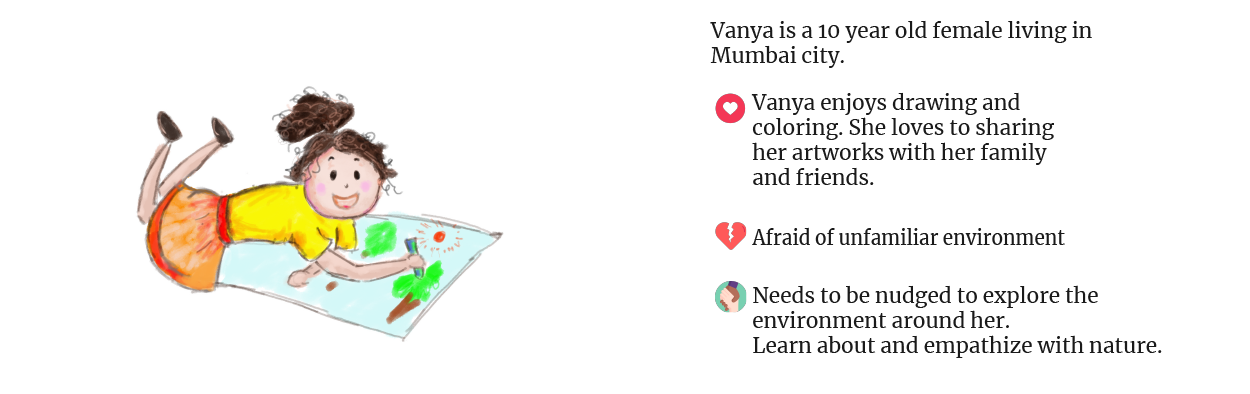 Vanya is a 10 year old female living in
Mumbai city.
Vanya enjoys drawing and
coloring. She loves to sharing
her artworks with her family
and friends.
Afraid of unfamiliar environment
Needs to be nudged to explore the
environment around her.
Learn about and empathize with nature.